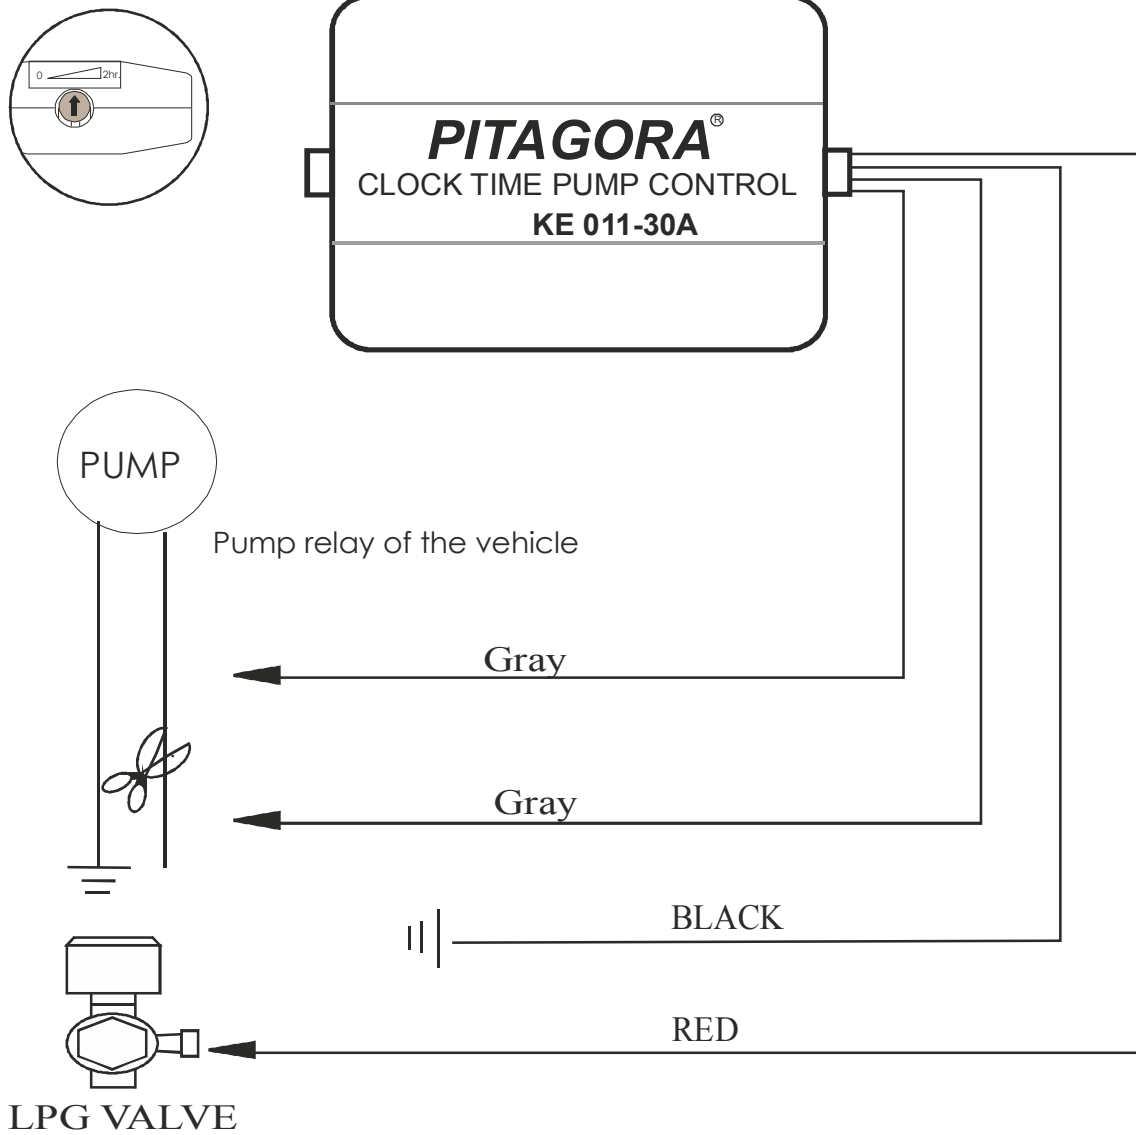 0 2hr.
PITAGORA®
CLOCK TIME PUMP CONTROL
KE 011-30A
PUMP
Pump relay of the vehicle
Gray
Gray
BLACK
RED
LPG VALVE